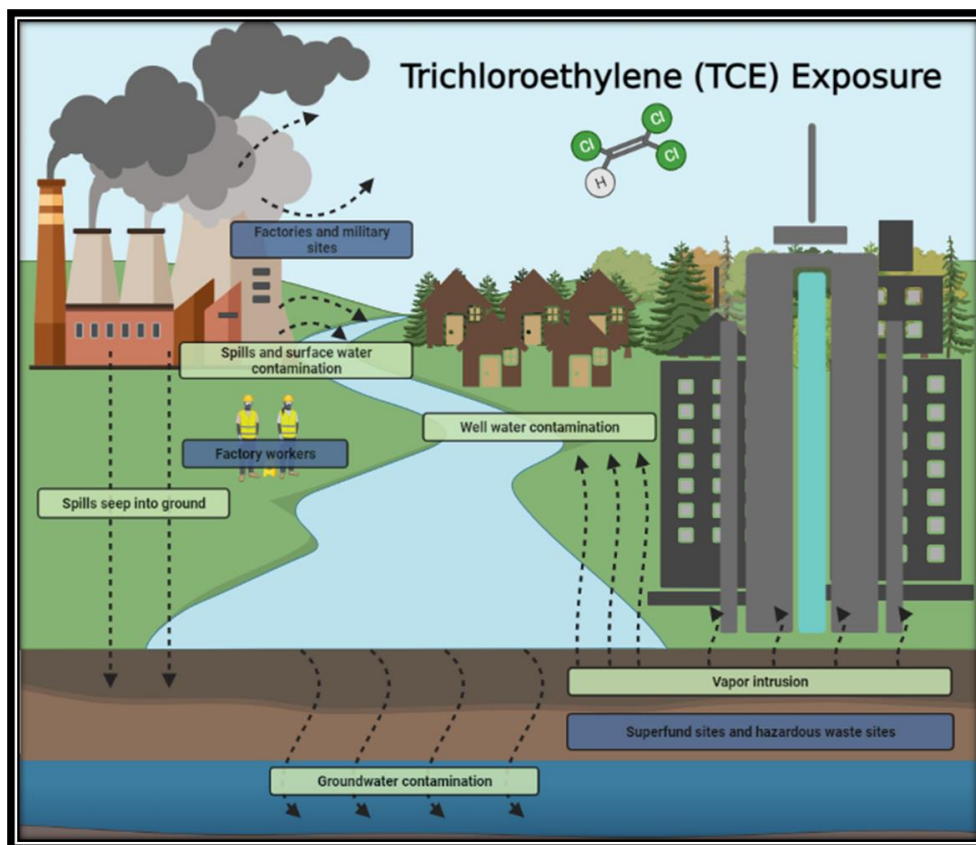 Trichloroethylene (TCE) Exposure
Cl
Cl
Cl
H
Factories and military
sites
Spills and surface water
contamination
Well water contamination
Factory workers
Spills seep into ground
Vapor intrusion
Superfund sites and hazardous waste sites
Groundwater contamination